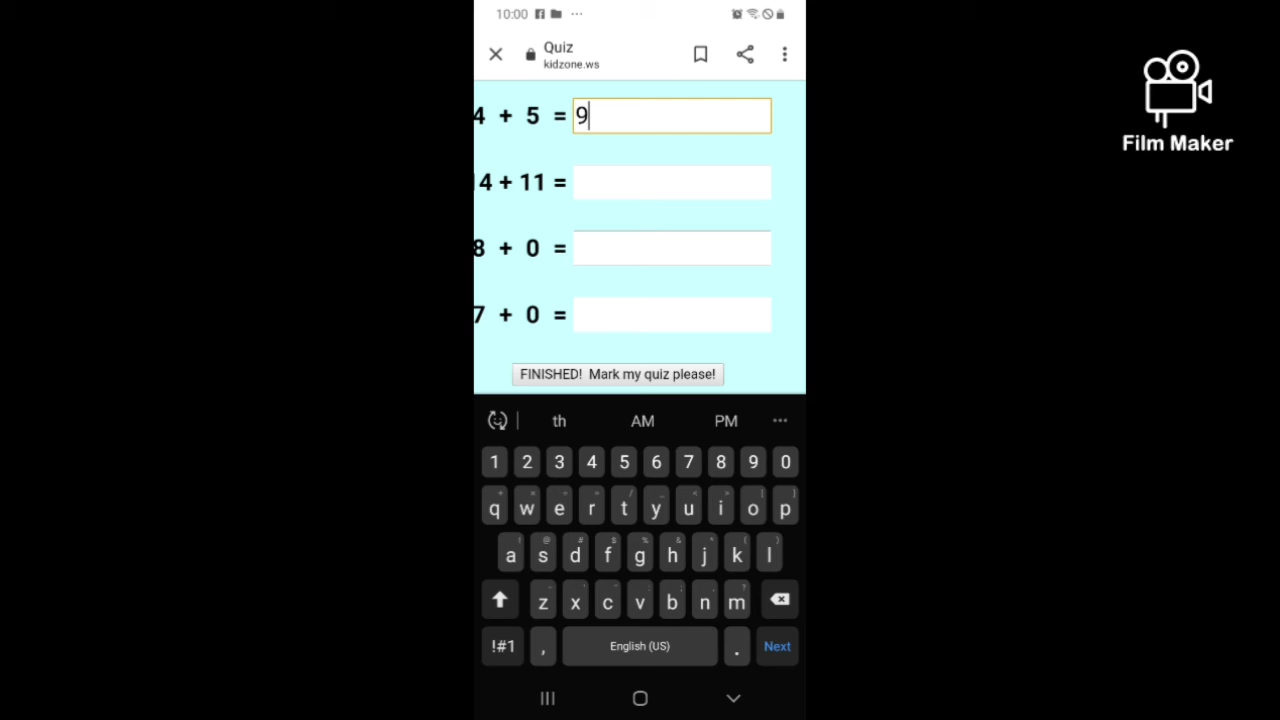 10:00
Quiz
kidzone.ws
Film Maker
4 + 5 = 9
14 + 11 =
8 + 0 =
7 + 0 =
FINISHED! Mark my quiz please!
th AM PM
1 2 3 4 5 6 7 8 9 0
q w e r t y u i o p
a s d f g h j k l
z x c v b n m
!#1 , English (US) . Next